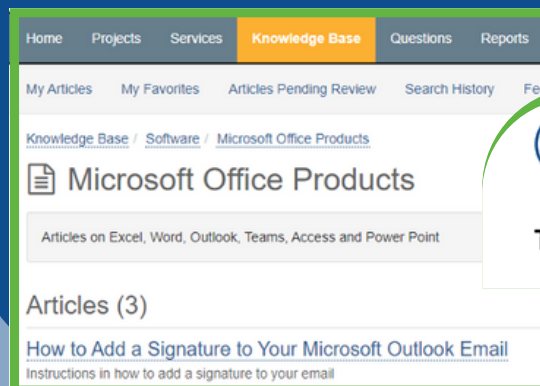 Home Projects Services Knowledge Base Questions Reports
My Articles My Favorites Articles Pending Review Search History
Knowledge Base / Software / Microsoft Office Products
Microsoft Office Products
Articles on Excel, Word, Outlook, Teams, Access and Power Point
Articles (3)
How to Add a Signature to Your Microsoft Outlook Email
Instructions in how to add a signature to your email